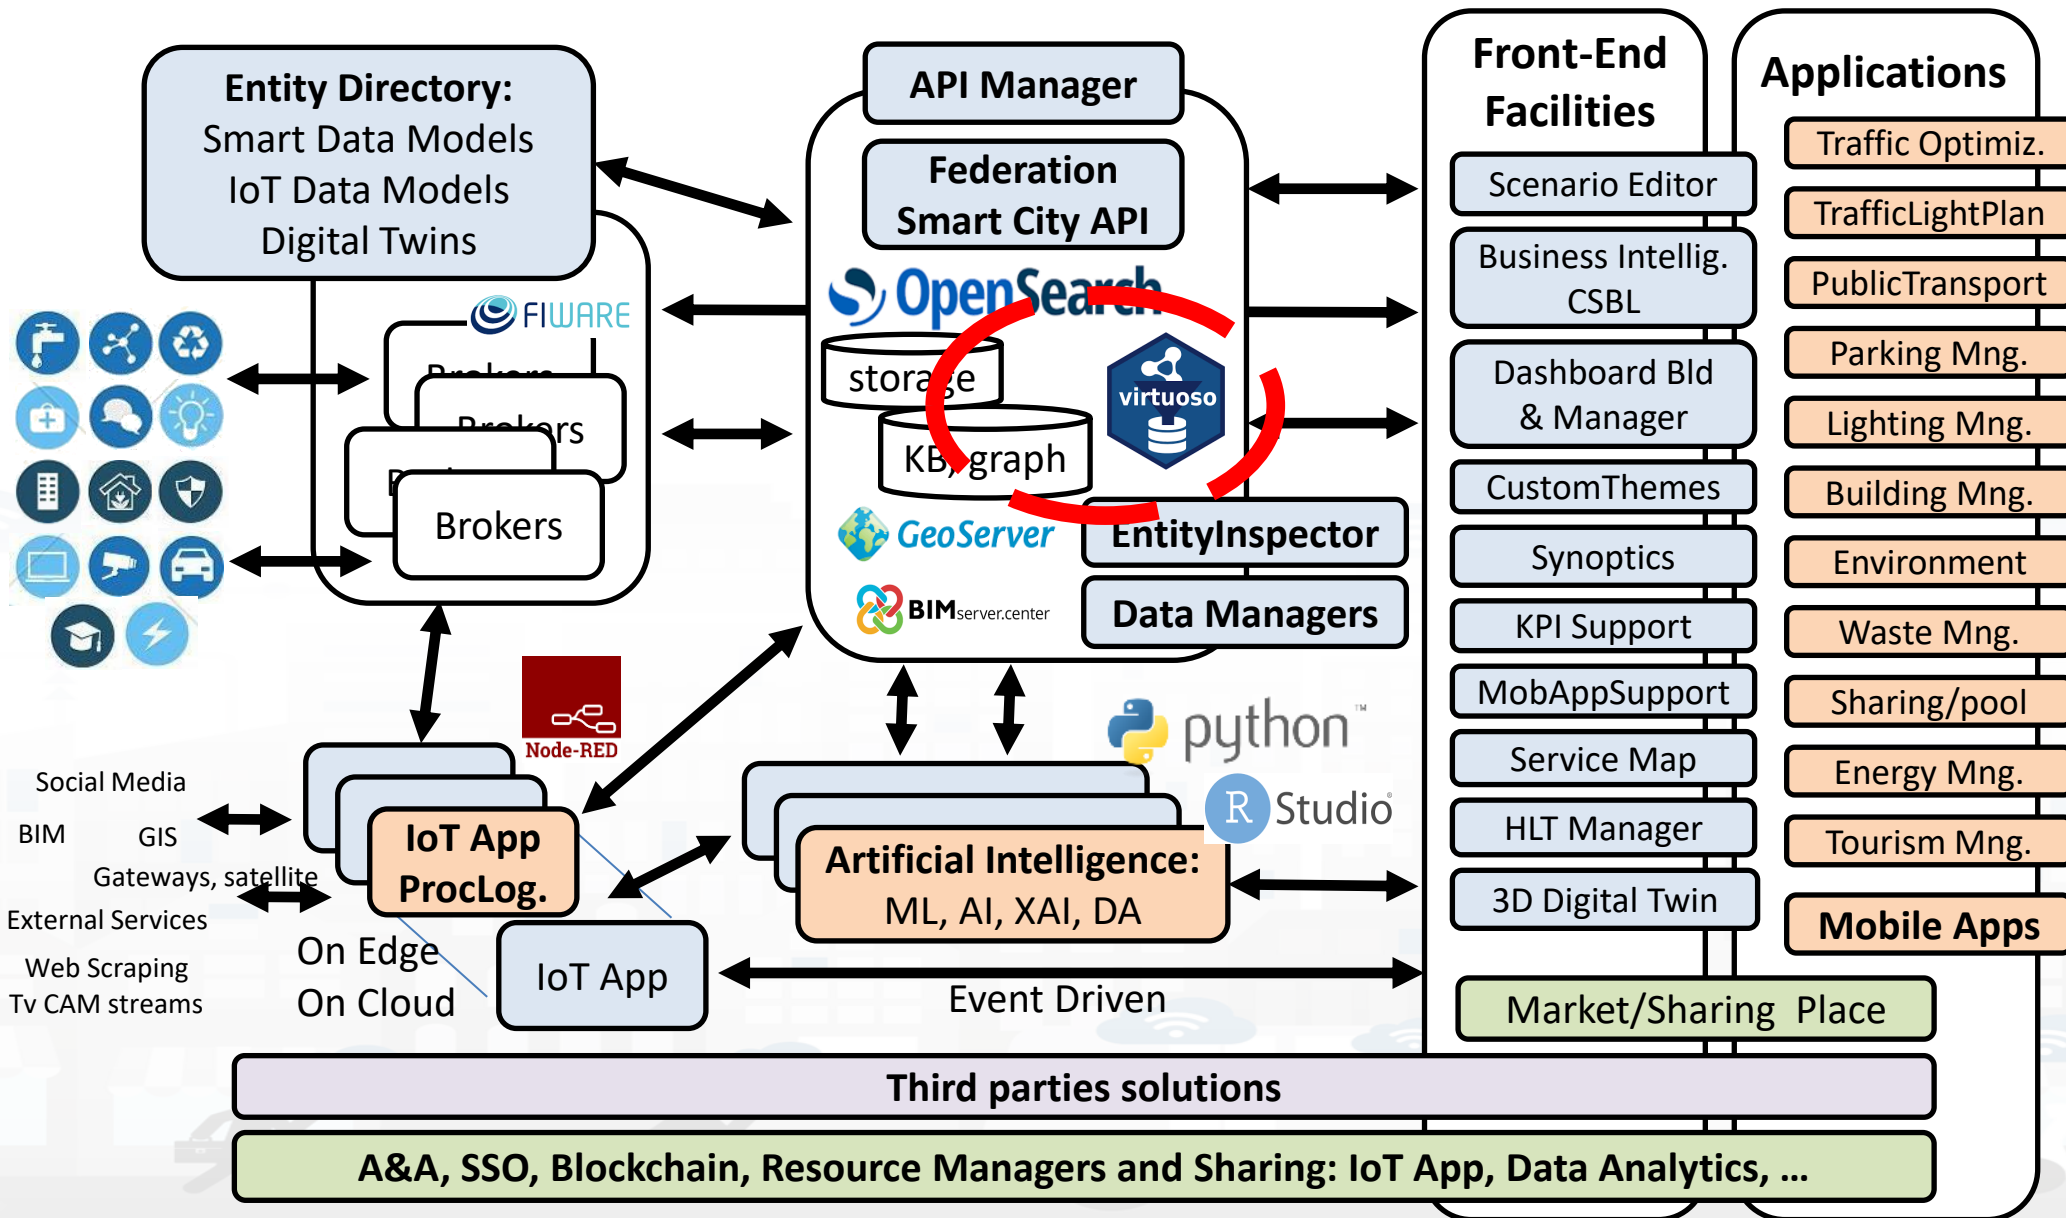 Entity Directory:
Smart Data Models
IoT Data Models
Digital Twins
FIWARE
Brokers
Brokers
Brokers
API Manager
Federation
Smart City API
OpenSearch
storage
KB, graph
virtuoso
GeoServer
BIMserver.center
EntityInspector
Data Managers
Node-RED
Social Media
BIM
GIS
Gateways, satellite
External Services
Web Scraping
Tv CAM streams
IoT App
ProcLog.
On Edge
On Cloud
IoT App
python™
R Studio®
Artificial Intelligence:
ML, AI, XAI, DA
Event Driven
Front-End
Facilities
Scenario Editor
Business Intellig.
CSBL
Dashboard Bld
& Manager
CustomThemes
Synoptics
KPI Support
MobAppSupport
Service Map
HLT Manager
3D Digital Twin
Applications
Traffic Optimiz.
TrafficLightPlan
PublicTransport
Parking Mng.
Lighting Mng.
Building Mng.
Environment
Waste Mng.
Sharing/pool
Energy Mng.
Tourism Mng.
Mobile Apps
Market/Sharing Place
Third parties solutions
A&A, SSO, Blockchain, Resource Managers and Sharing: IoT App, Data Analytics, ...